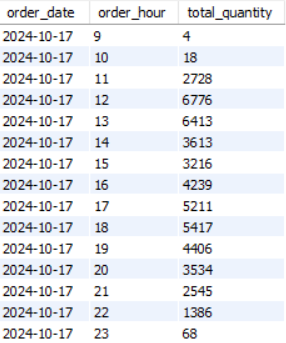 order_date order_hour total_quantity
2024-10-17 9 4
2024-10-17 10 18
2024-10-17 11 2728
2024-10-17 12 6776
2024-10-17 13 6413
2024-10-17 14 3613
2024-10-17 15 3216
2024-10-17 16 4239
2024-10-17 17 5211
2024-10-17 18 5417
2024-10-17 19 4406
2024-10-17 20 3534
2024-10-17 21 2545
2024-10-17 22 1386
2024-10-17 23 68